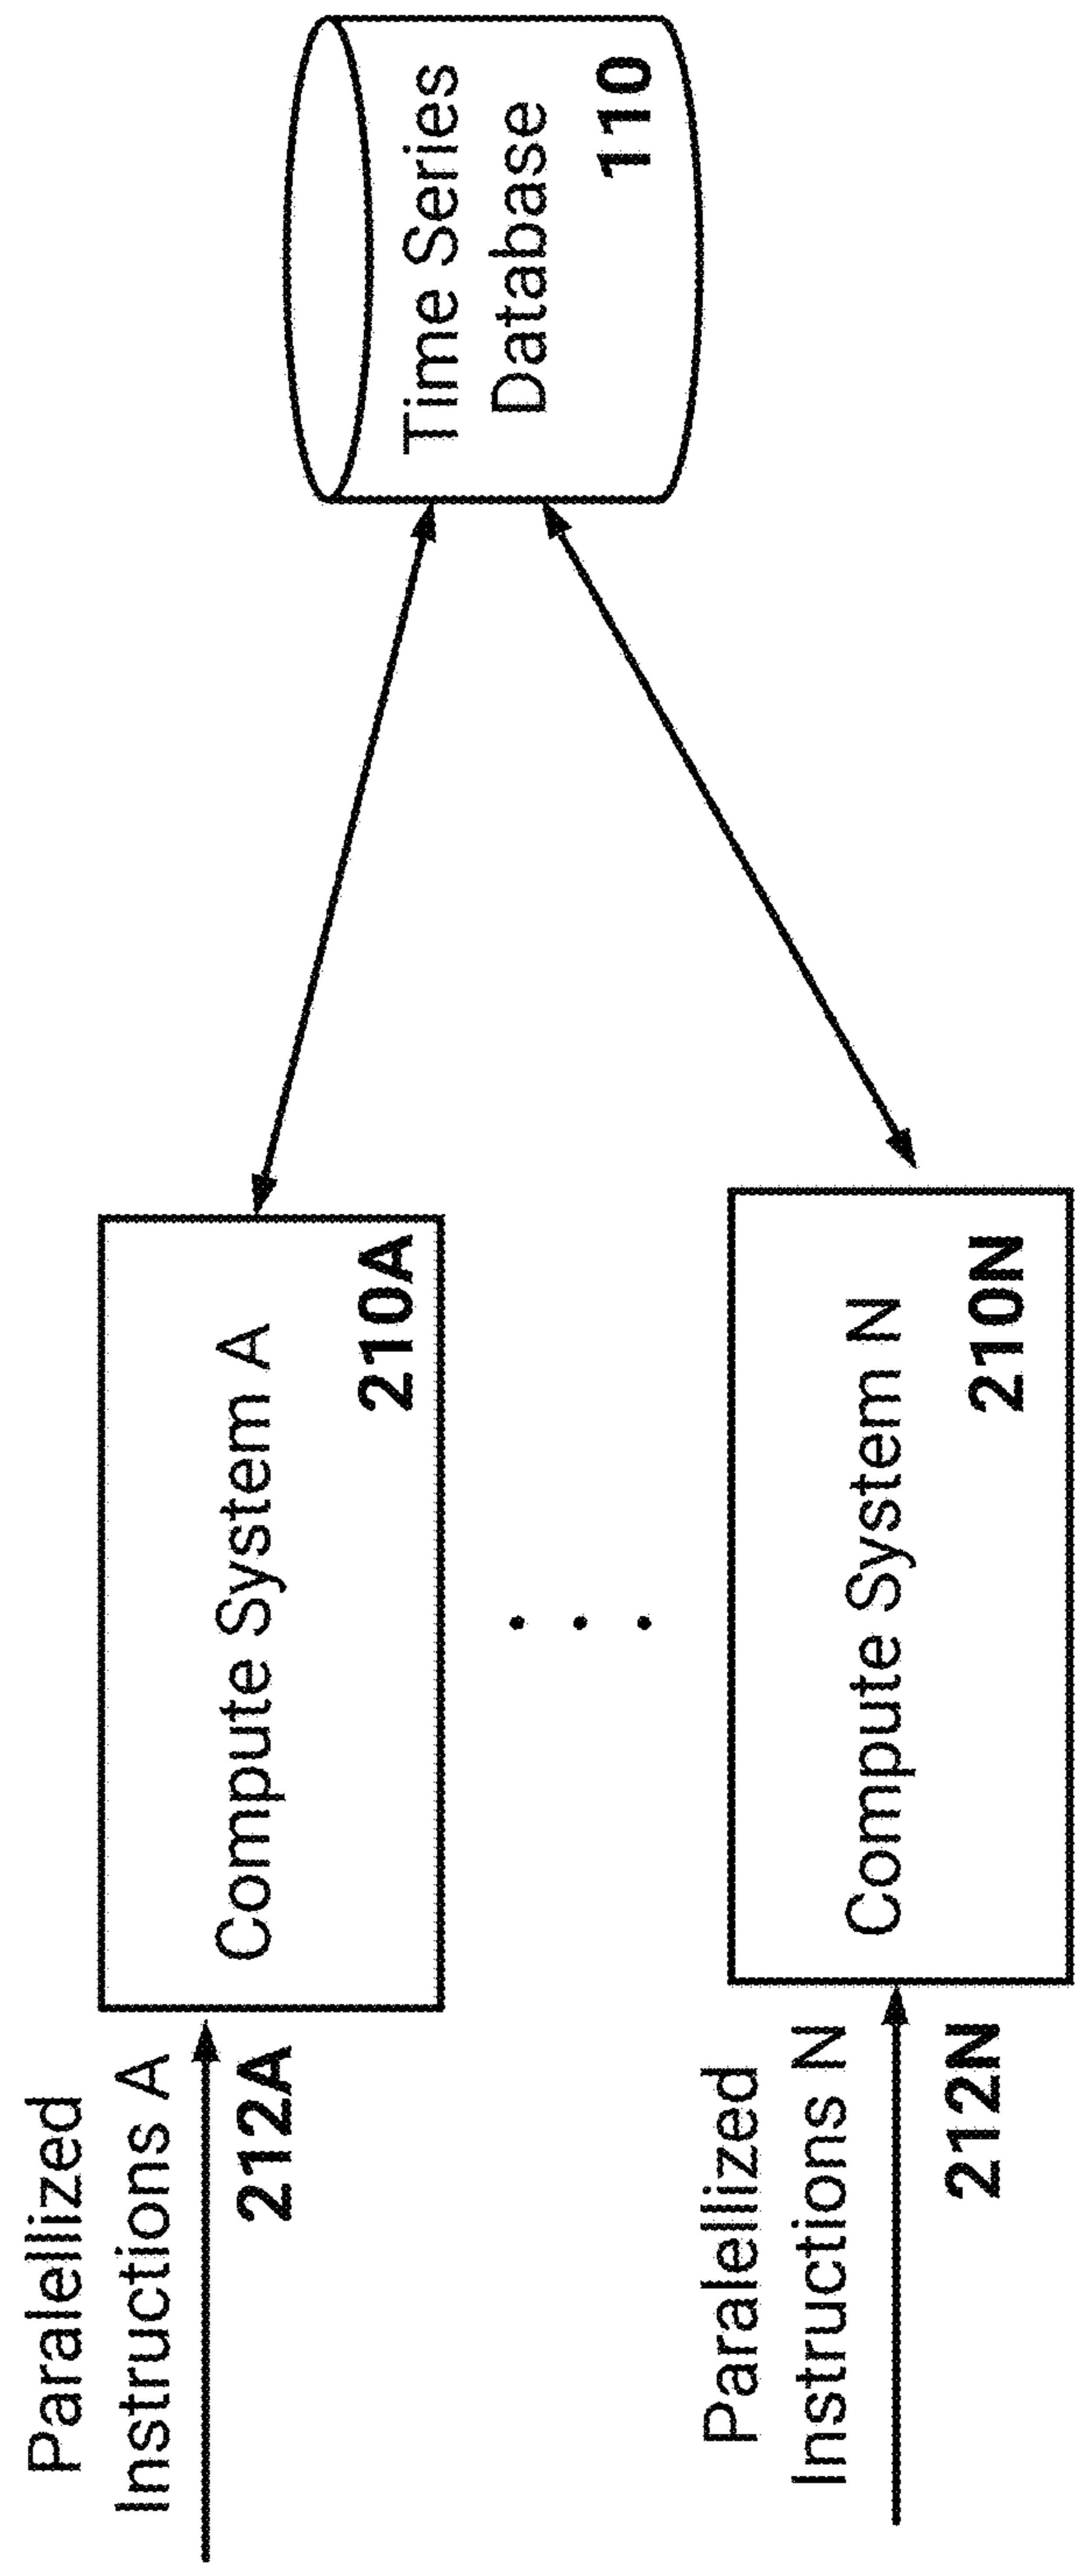 Paralellized
Instructions A
212A
Compute System A
210A
Time Series
Database
110
Paralellized
Instructions N
212N
Compute System N
210N